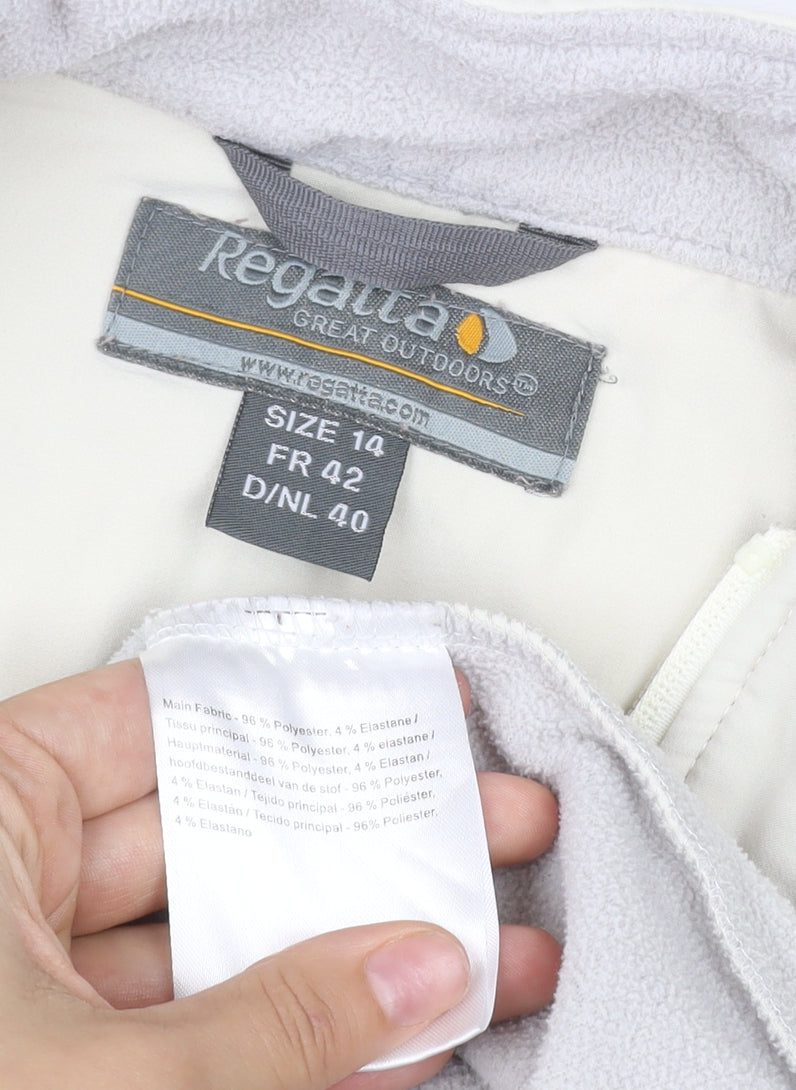 Regatta
GREAT OUTDOORS™
www.regatta.com
SIZE 14
FR 42
D/NL 40
Main Fabric - 96 % Polyester, 4 % Elastane /
Tissu principal - 96 % Polyester, 4 % elastane /
Hauptmaterial - 96 % Polyester, 4 % Elastan /
hoofdbestanddeel van de stof - 96 % Polyester,
4 % Elastan / Tejido principal - 96 % Poliéster,
4 % Elastán / Tecido principal - 96% Poliester,
4 % Elastano